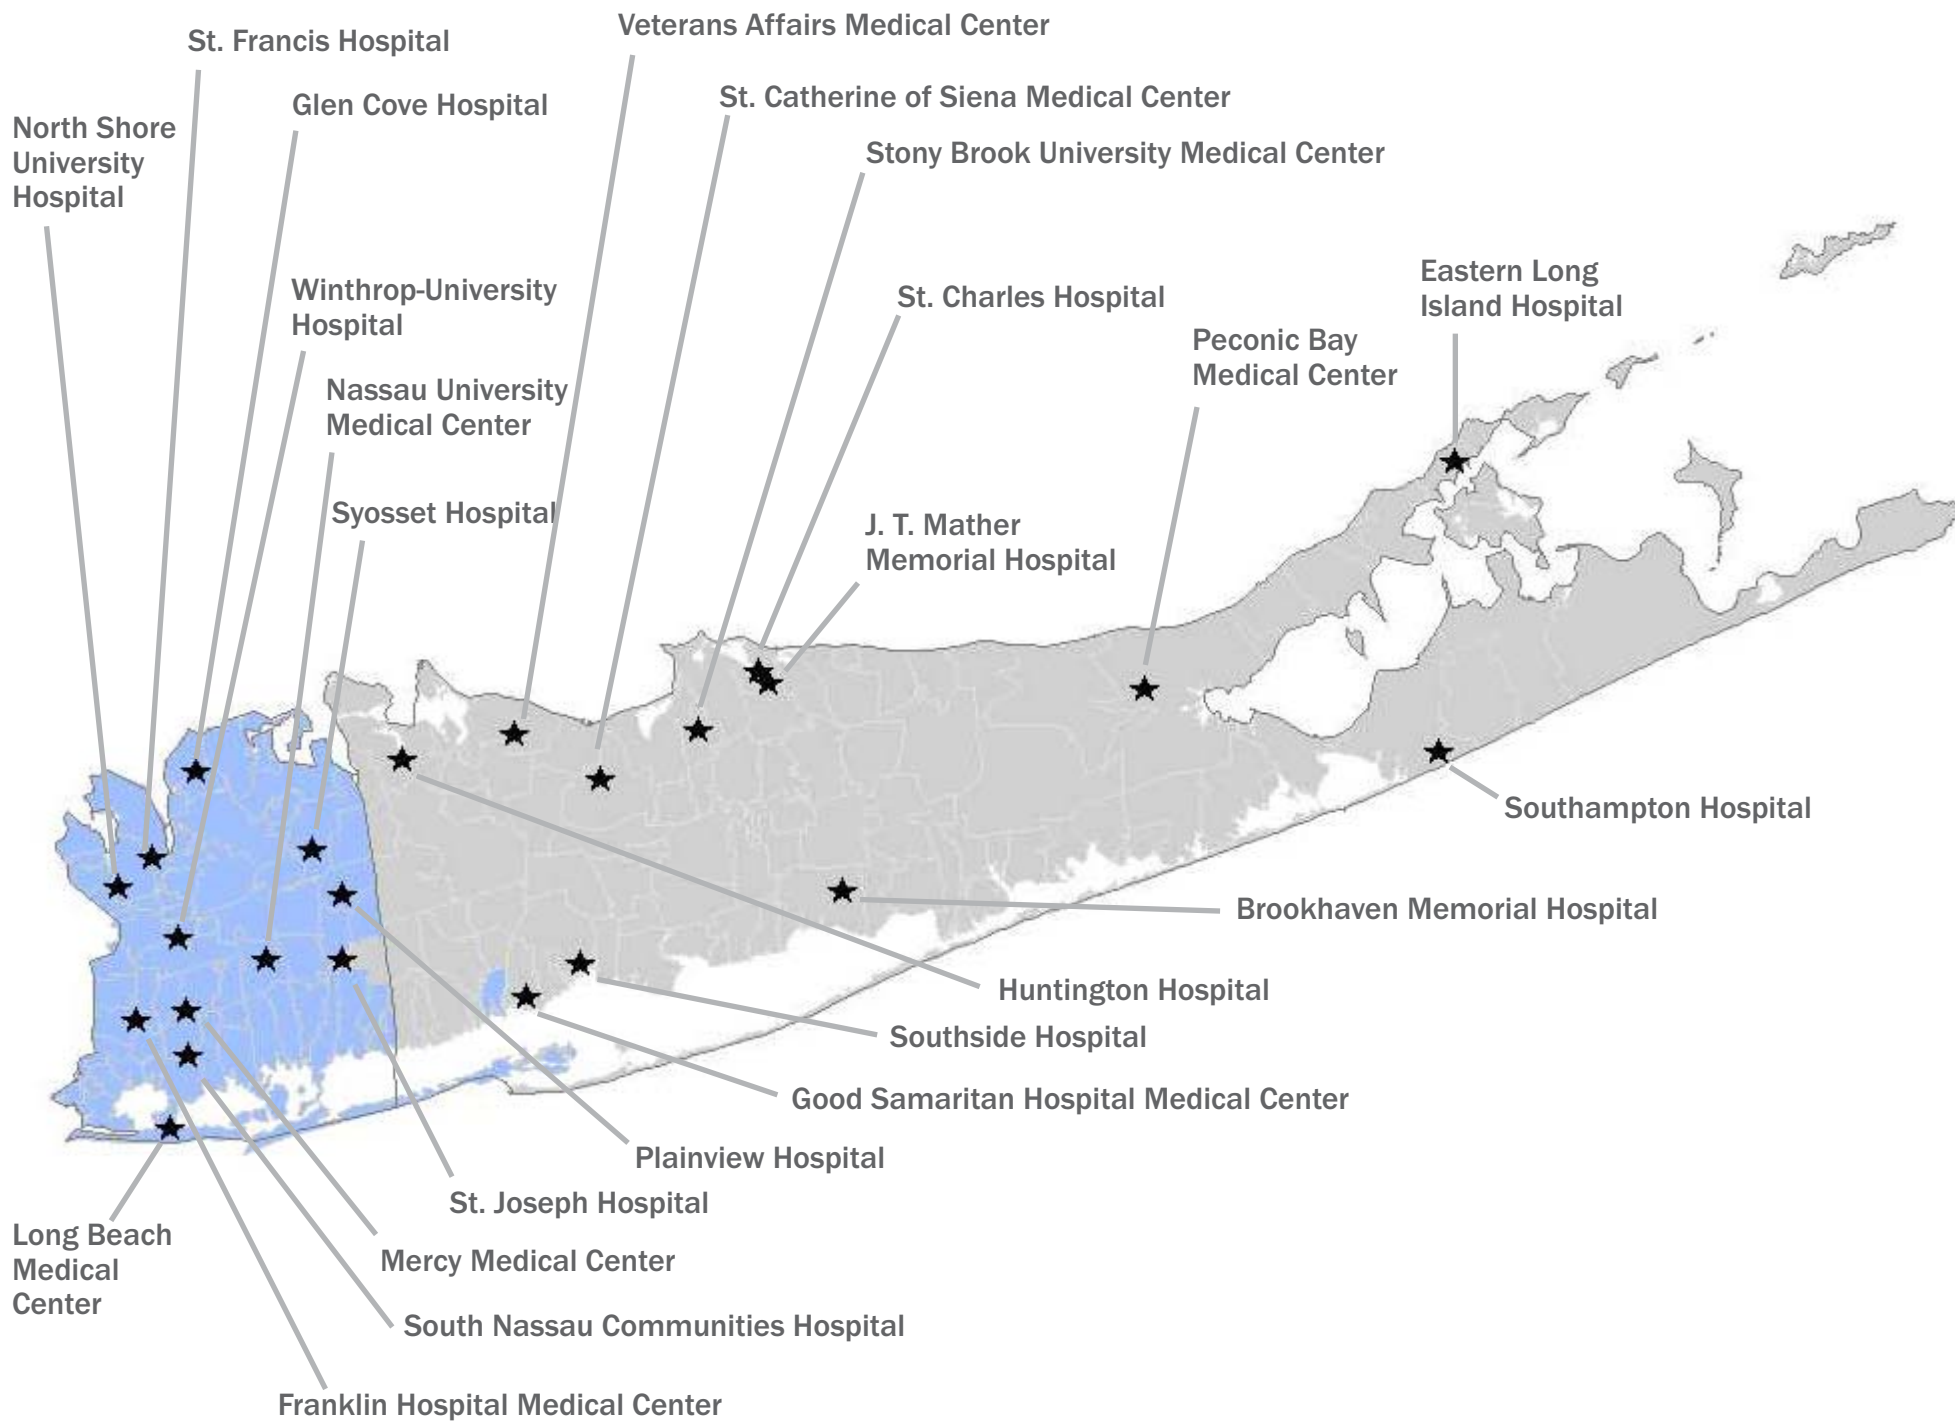 Veterans Affairs Medical Center
St. Francis Hospital
St. Catherine of Siena Medical Center
Glen Cove Hospital
North Shore
University
Hospital
Stony Brook University Medical Center
Eastern Long
Island Hospital
Winthrop-University
Hospital
St. Charles Hospital
Peconic Bay
Medical Center
Nassau University
Medical Center
Syosset Hospital
J. T. Mather
Memorial Hospital
Southampton Hospital
Brookhaven Memorial Hospital
Huntington Hospital
Southside Hospital
Good Samaritan Hospital Medical Center
Plainview Hospital
St. Joseph Hospital
Long Beach
Medical
Center
Mercy Medical Center
South Nassau Communities Hospital
Franklin Hospital Medical Center